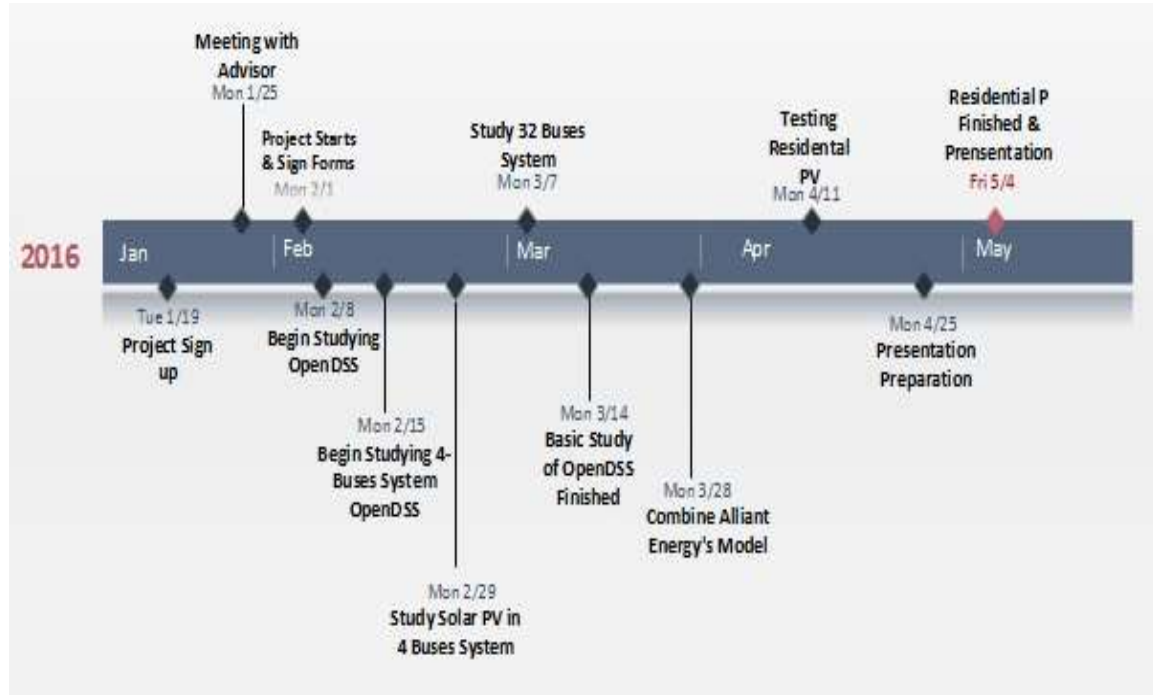 Meeting with
Advisor
Mon 1/25
Project Starts
& Sign Forms
Mon 2/1
Study 32 Buses
System
Mon 3/7
Testing
Residental
PV
Mon 4/11
Residential P
Finished &
Prensentation
Fri 5/4
2016
Jan
Feb
Mar
Apr
May
Tue 1/19
Project Sign
up
Mon 2/8
Begin Studying
OpenDSS
Mon 2/15
Begin Studying 4-
Buses System
OpenDSS
Mon 2/29
Study Solar PV in
4 Buses System
Mon 3/14
Basic Study
of OpenDSS
Finished
Mon 3/28
Combine Alliant
Energy's Model
Mon 4/25
Presentation
Preparation